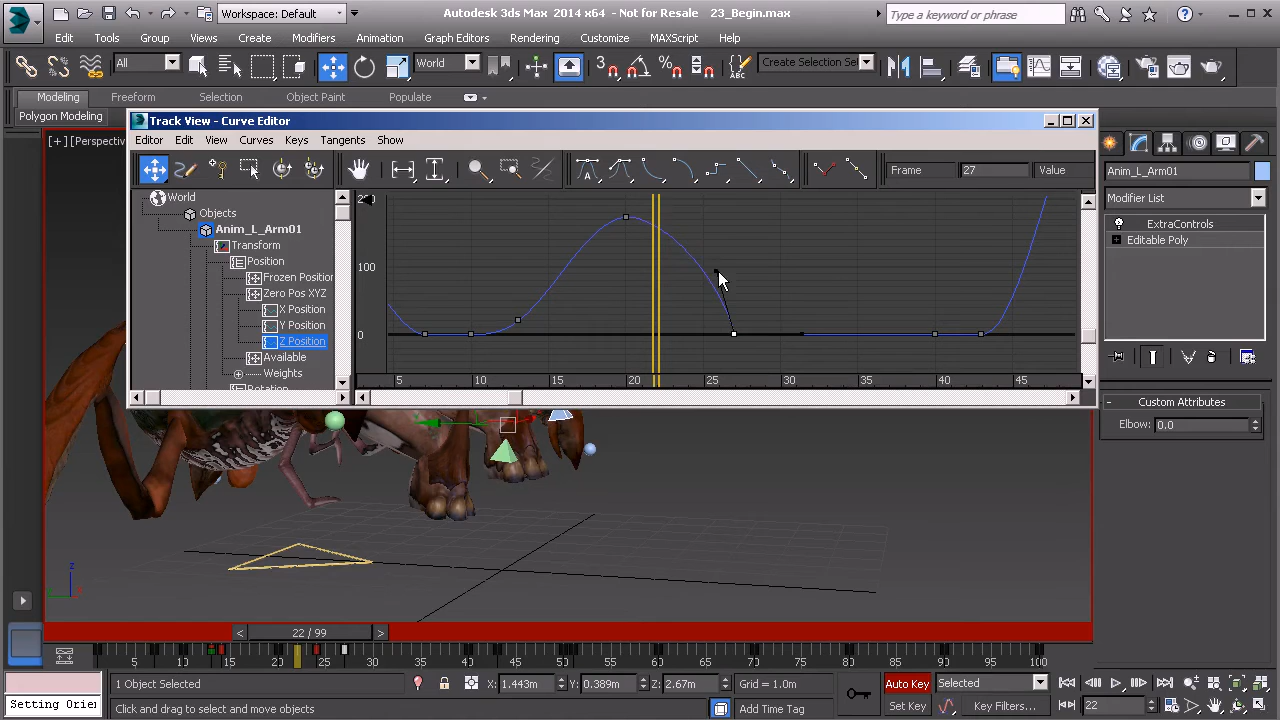 Workspace: Default
Autodesk 3ds Max 2014 x64 - Not for Resale 23_Begin.max
Type a keyword or phrase
Edit Tools Group Views Create Modifiers Animation Graph Editors Rendering Customize MAXScript Help
All World Create Selection Se
Modeling Freeform Selection Object Paint Populate
Polygon Modeling
Track View - Curve Editor
[+] [Perspectiv
Editor Edit View Curves Keys Tangents Show
Frame 27 Value
Anim_L_Arm01
World
Objects
Anim_L_Arm01
Transform
Position
Frozen Position
Zero Pos XYZ
X Position
Y Position
Z Position
Available
Weights
100
0
5 10 15 20 25 30 35 40 45
Modifier List
ExtraControls
Editable Poly
Custom Attributes
Elbow: 0.0
z
22 / 99
5 15 30 35 40 45 50 55 60 65 70 75 80 85 90 95 100
1 Object Selected X: 1.443m Y: 0.389m Z: 2.67m Grid = 1.0m Auto Key Selected
Setting Orie Click and drag to select and move objects Add Time Tag Set Key Key Filters... 22